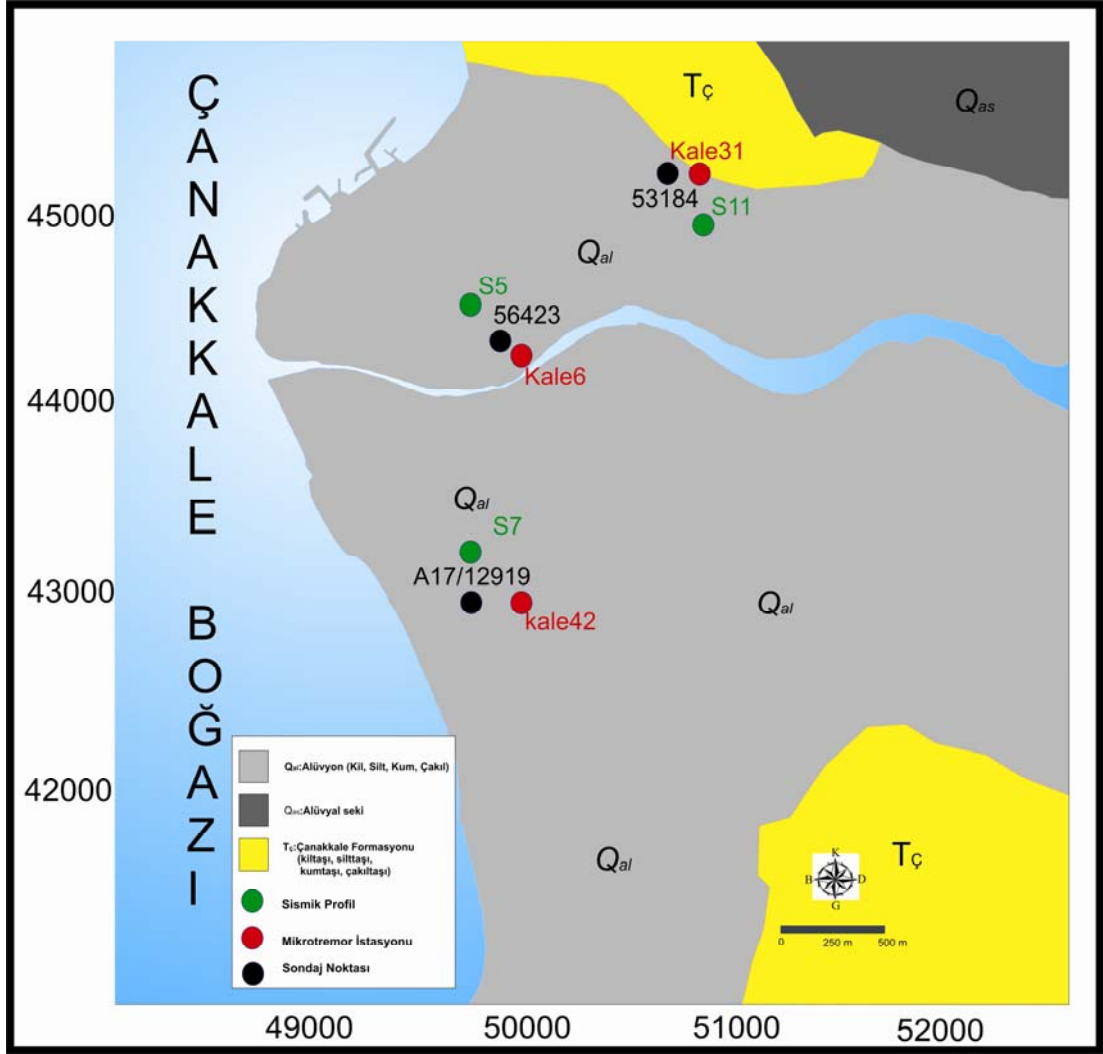 ÇANAKKALE BOĞAZI
T꜀̧
Qas
Kale31
53184
S11
45000
Qal
S5
56423
Kale6
44000
Qal
S7
A17/12919
kale42
43000
Qal
42000
Qal:Alüvyon (Kil, Silt, Kum, Çakıl)
Qas:Alüvyal seki
TÇ:Çanakkale Formasyonu
(kiltaşı, silttaşı,
kumtaşı, çakıltaşı)
Sismik Profil
Mikrotremor İstasyonu
Sondaj Noktası
Qal
TÇ
K
B
D
G
0
250 m
500 m
49000
50000
51000
52000